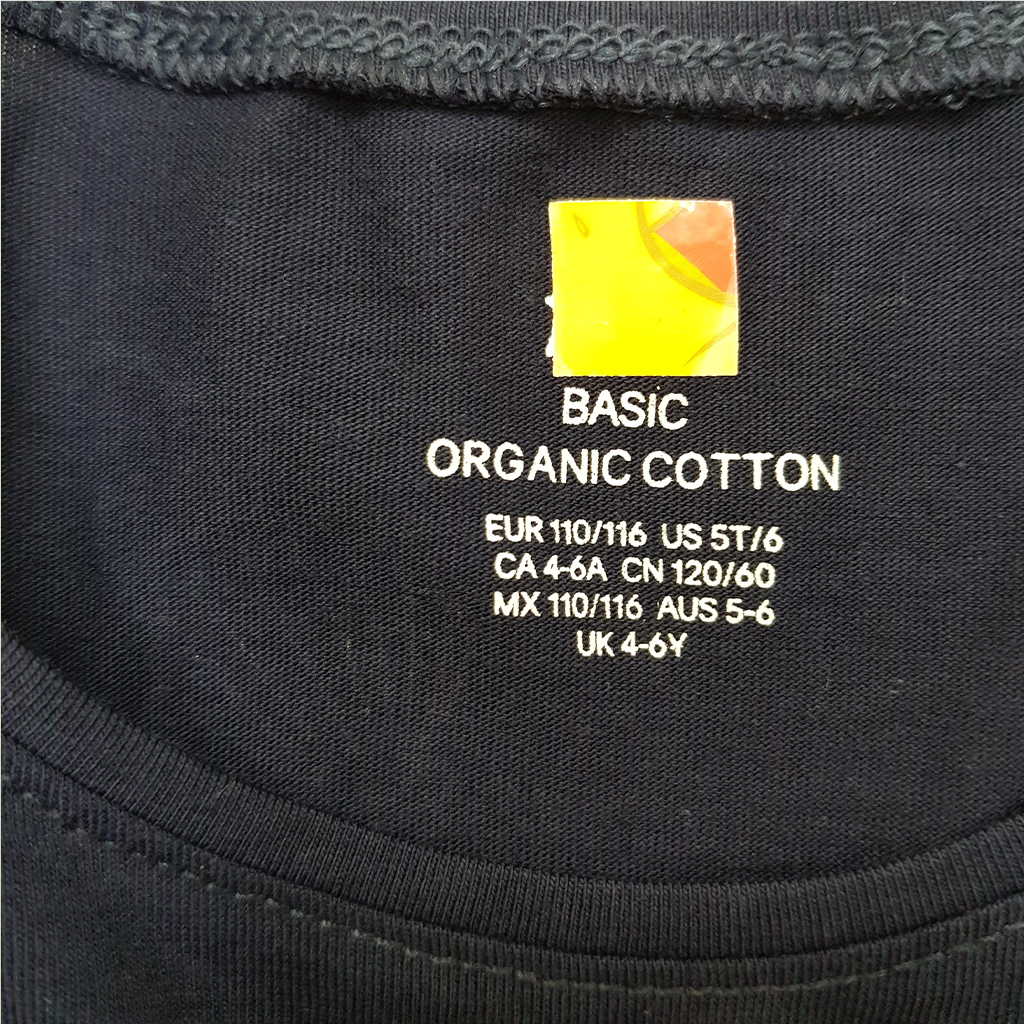 BASIC
ORGANIC COTTON
EUR 110/116 US 5T/6
CA 4-6A CN 120/60
MX 110/116 AUS 5-6
UK 4-6Y